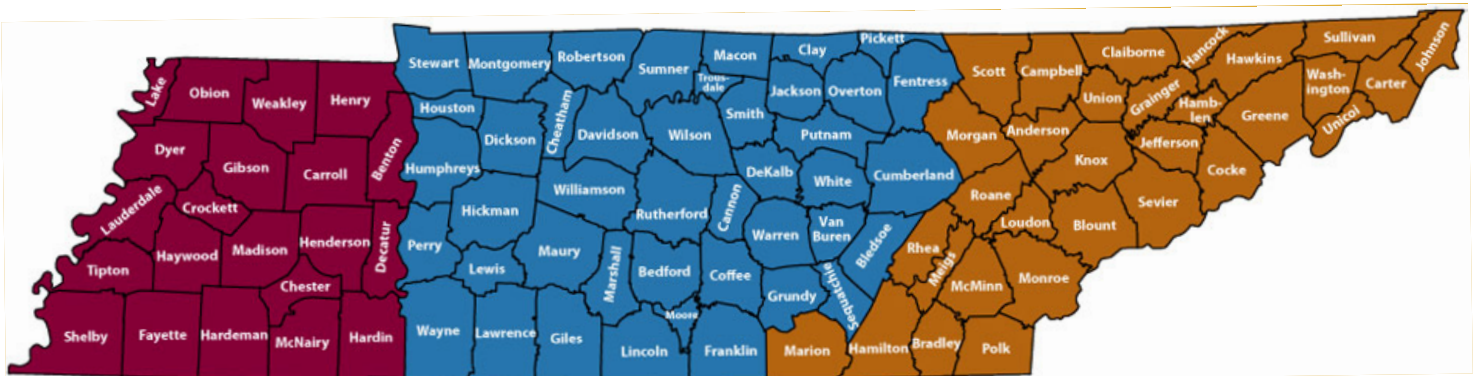 Lake
Obion
Weakley
Henry
Dyer
Gibson
Carroll
Benton
Lauderdale
Crockett
Tipton
Haywood
Madison
Henderson
Decatur
Chester
Shelby
Fayette
Hardeman
McNairy
Hardin
Stewart
Montgomery
Robertson
Sumner
Macon
Trous-
dale
Clay
Pickett
Houston
Dickson
Cheatham
Davidson
Wilson
Smith
Jackson
Overton
Fentress
Humphreys
Putnam
DeKalb
White
Cumberland
Hickman
Williamson
Rutherford
Cannon
Warren
Van
Buren
Bledsoe
Perry
Lewis
Maury
Marshall
Bedford
Coffee
Grundy
Sequatchie
Wayne
Lawrence
Giles
Lincoln
Moore
Franklin
Scott
Campbell
Claiborne
Hancock
Hawkins
Sullivan
Johnson
Union
Grainger
Hamb-
len
Greene
Wash-
ington
Carter
Unicoi
Morgan
Anderson
Knox
Jefferson
Cocke
Roane
Loudon
Blount
Sevier
Rhea
Meigs
McMinn
Monroe
Marion
Hamilton
Bradley
Polk